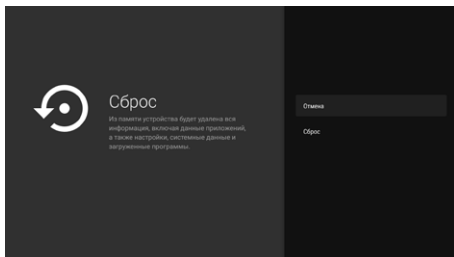 Сброс
Из памяти устройства будет удалена вся
информация, включая данные приложений,
а также настройки, системные данные и
загруженные программы.
Отмена
Сброс